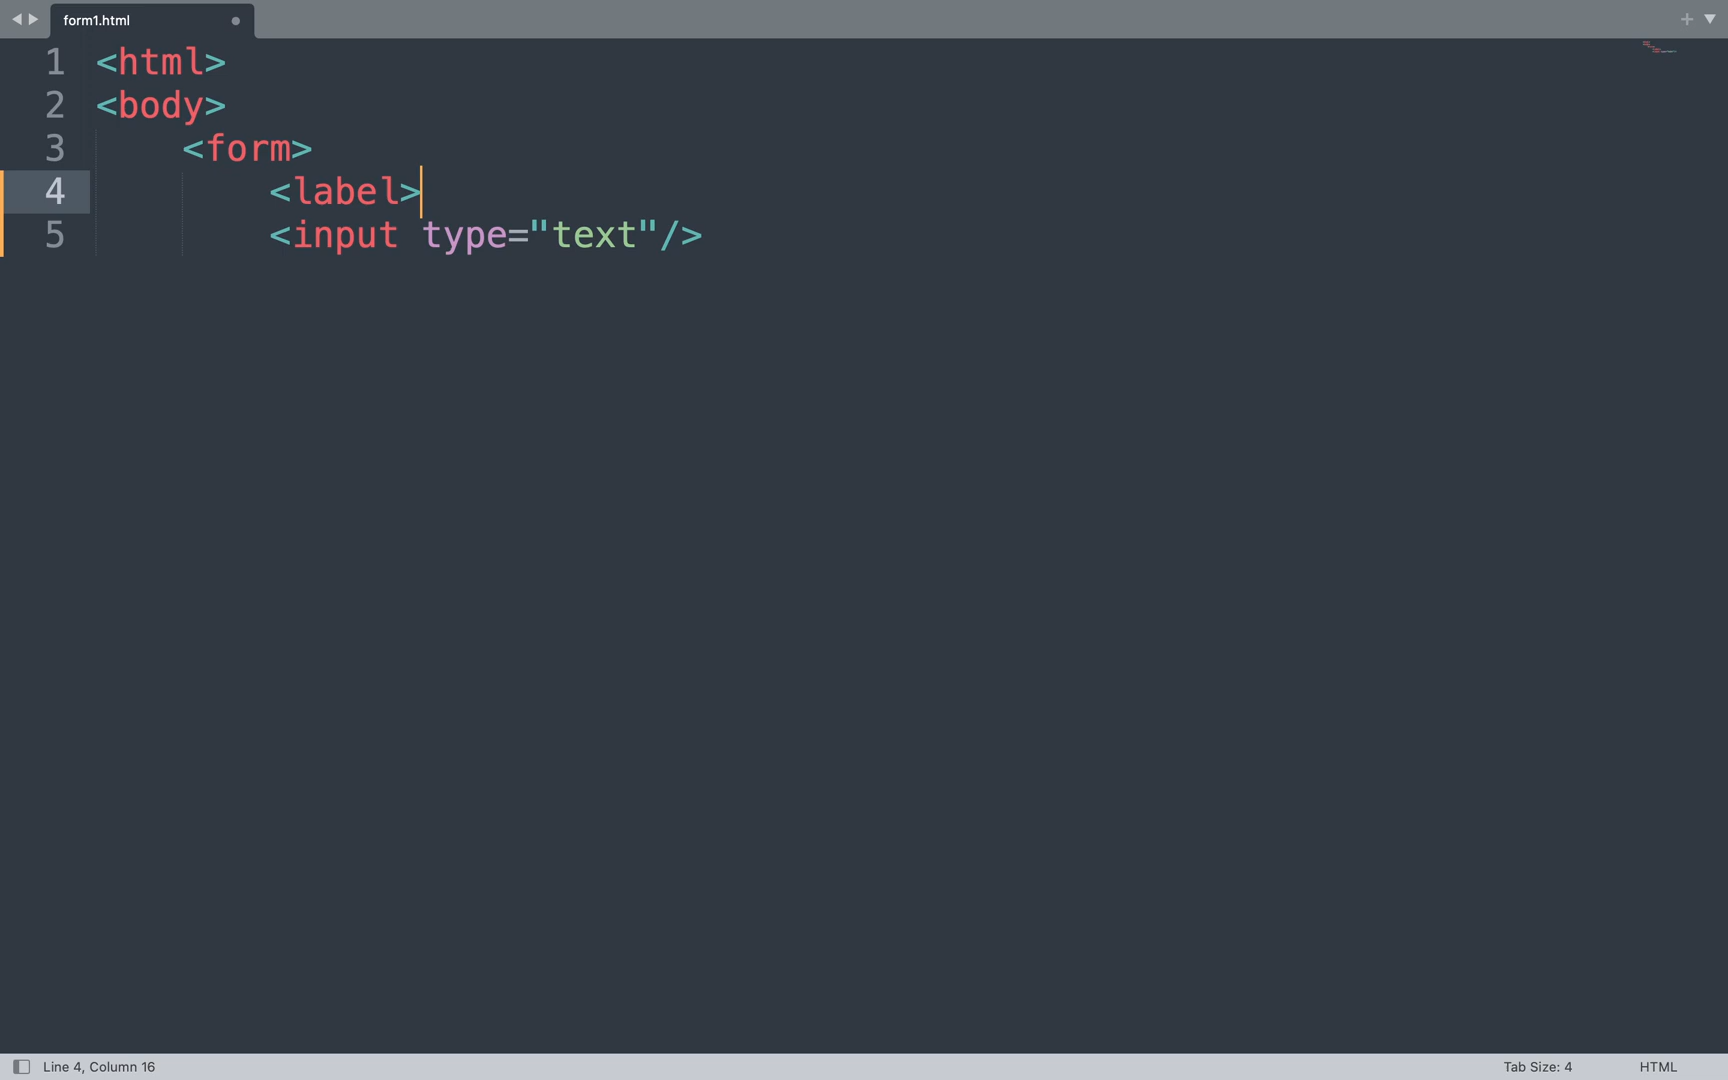 form1.html
1 <html>
2 <body>
3 <form>
4 <label>
5 <input type="text"/>
Line 4, Column 16
Tab Size: 4
HTML